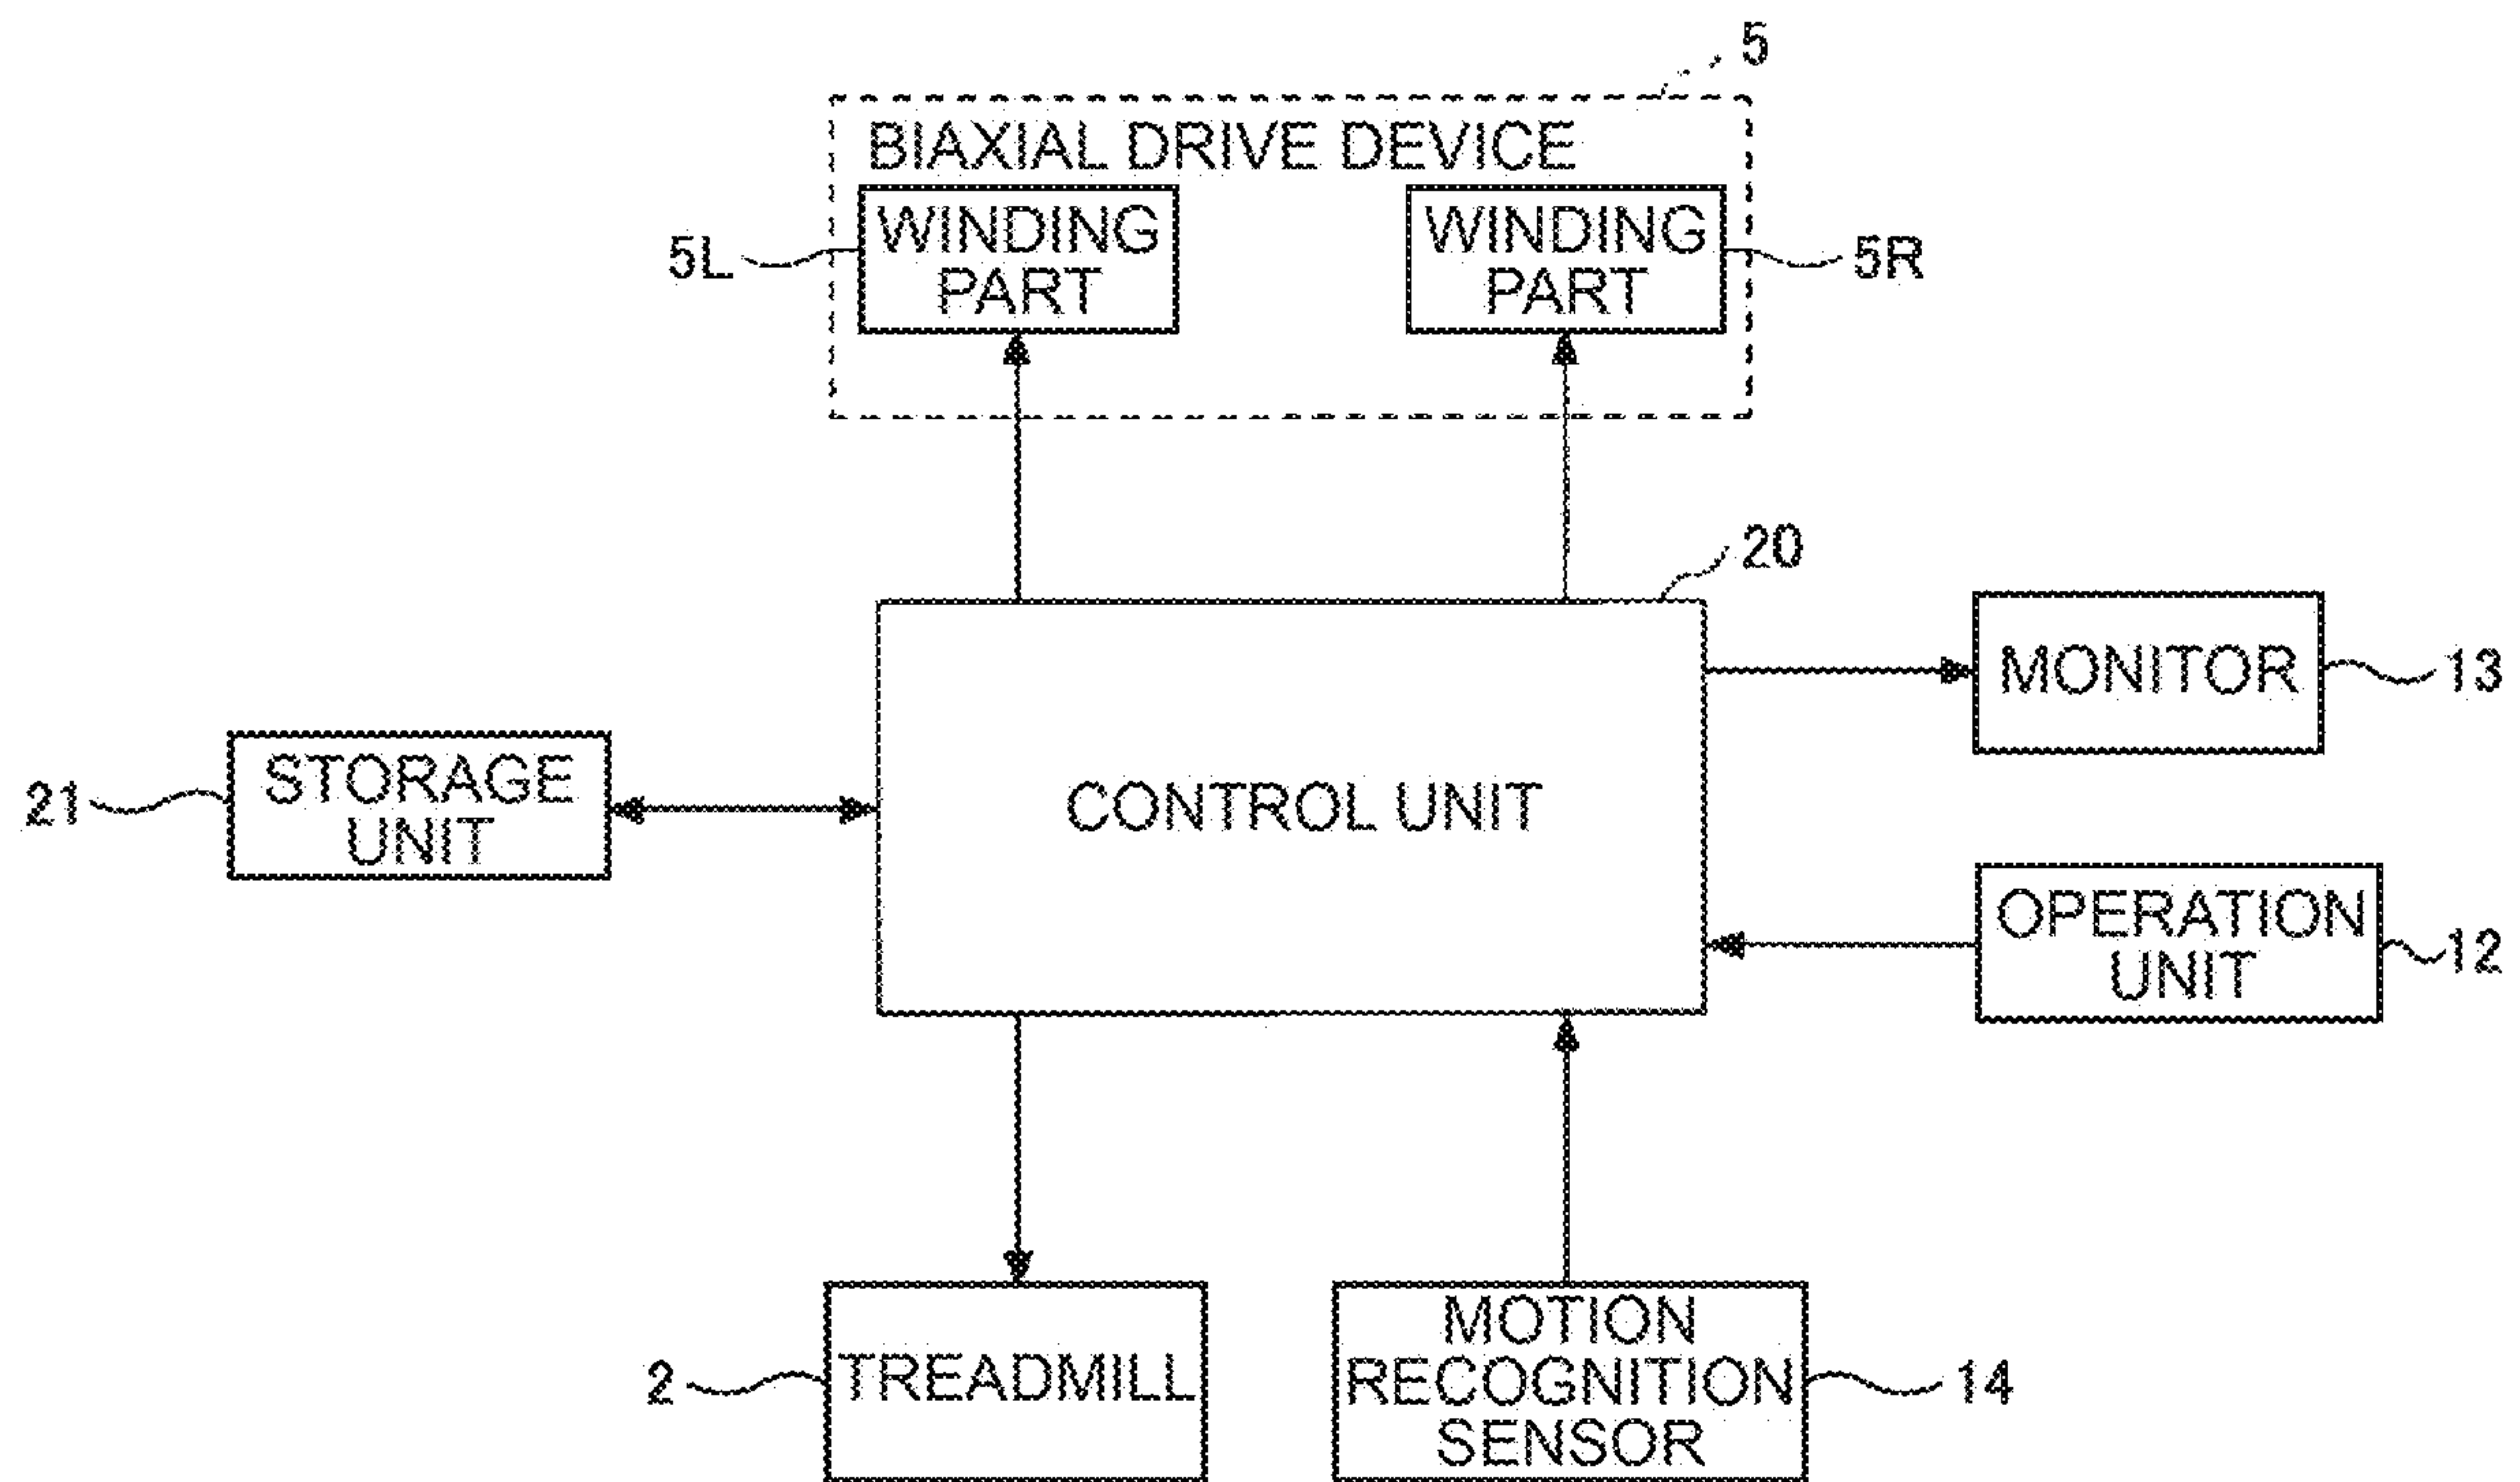 5
BIAXIAL DRIVE DEVICE
5L
WINDING
PART
WINDING
PART
5R
20
MONITOR
13
21
STORAGE
UNIT
CONTROL UNIT
OPERATION
UNIT
12
2
TREADMILL
MOTION
RECOGNITION
SENSOR
14